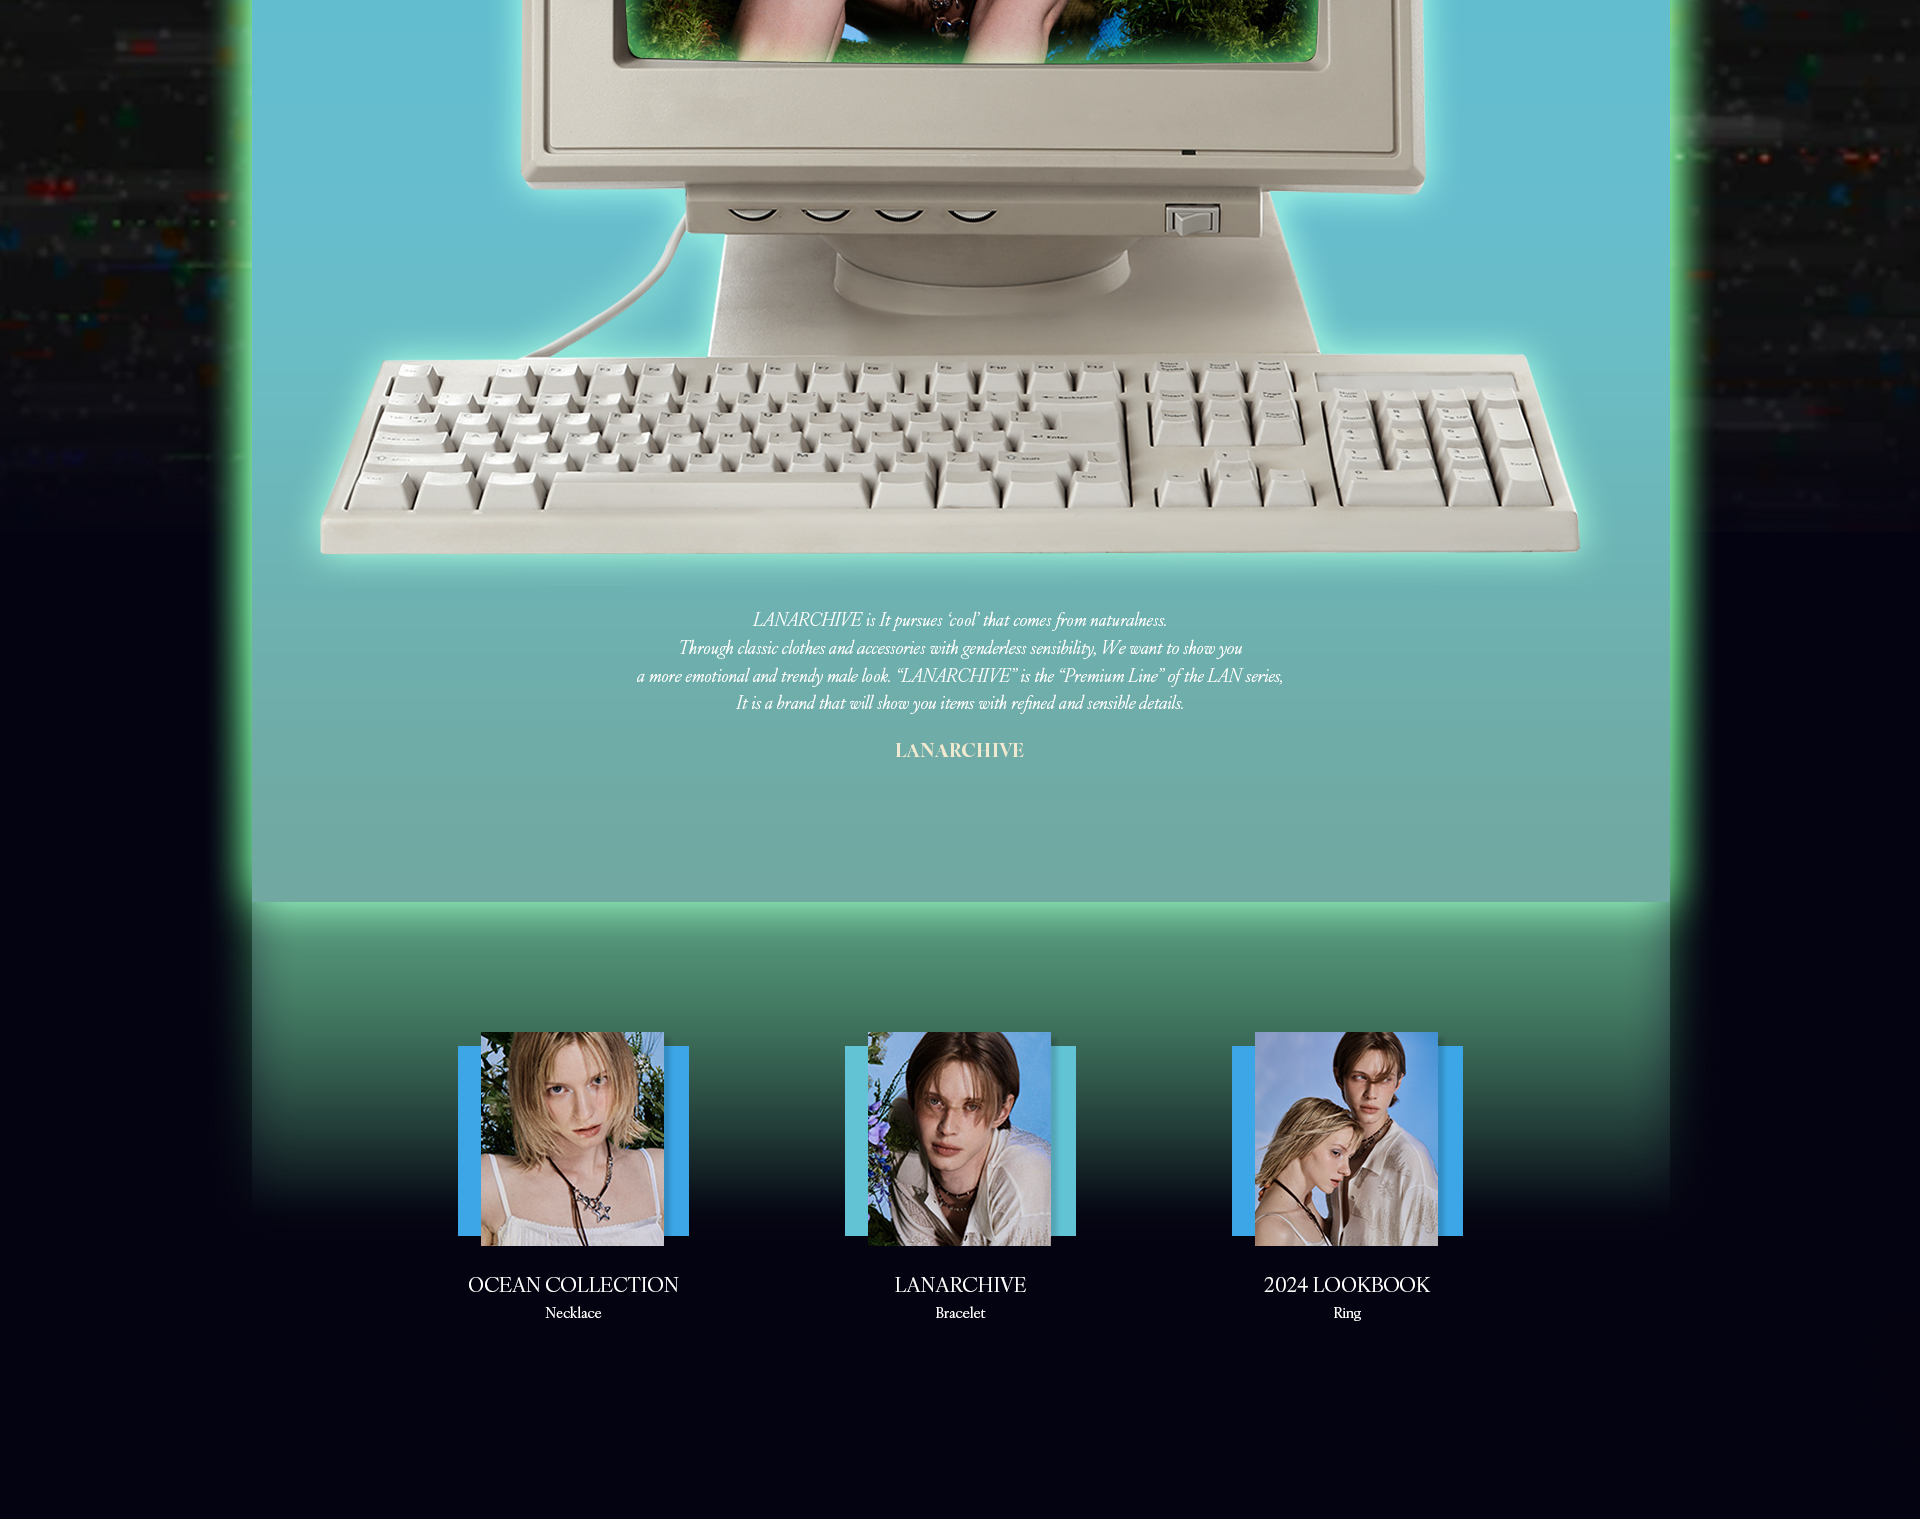 LANARCHIVE is It pursues ‘cool’ that comes from naturalness.
Through classic clothes and accessories with genderless sensibility, We want to show you
a more emotional and trendy male look. “LANARCHIVE” is the “Premium Line” of the LAN series,
It is a brand that will show you items with refined and sensible details.
LANARCHIVE
OCEAN COLLECTION
Necklace
LANARCHIVE
Bracelet
2024 LOOKBOOK
Ring